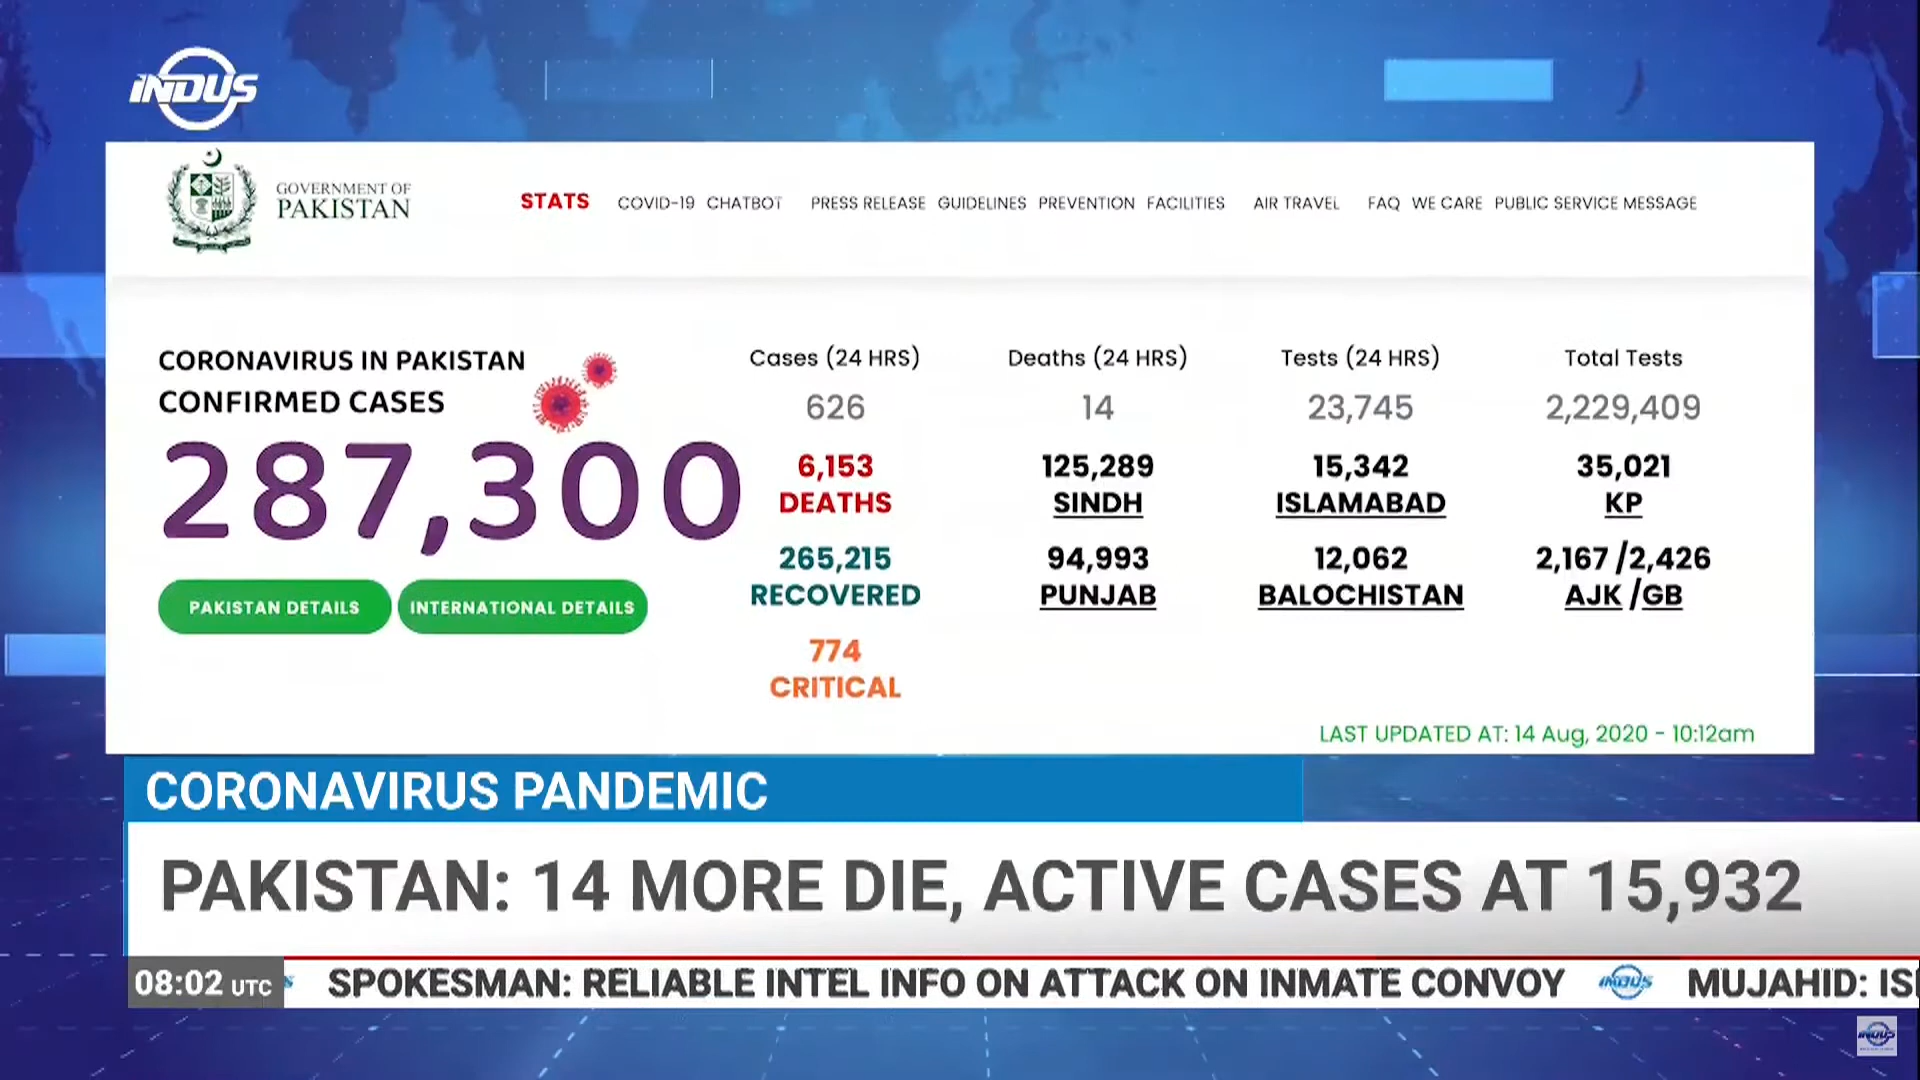 INDUS
GOVERNMENT OF
PAKISTAN
STATS COVID-19 CHATBOT PRESS RELEASE GUIDELINES PREVENTION FACILITIES AIR TRAVEL FAQ WE CARE PUBLIC SERVICE MESSAGE
CORONAVIRUS IN PAKISTAN
CONFIRMED CASES
287,300
PAKISTAN DETAILS INTERNATIONAL DETAILS
Cases (24 HRS) Deaths (24 HRS) Tests (24 HRS) Total Tests
626 14 23,745 2,229,409
6,153 125,289 15,342 35,021
DEATHS SINDH ISLAMABAD KP
265,215 94,993 12,062 2,167 /2,426
RECOVERED PUNJAB BALOCHISTAN AJK /GB
774
CRITICAL
LAST UPDATED AT: 14 Aug, 2020 - 10:12am
CORONAVIRUS PANDEMIC
PAKISTAN: 14 MORE DIE, ACTIVE CASES AT 15,932
08:02 UTC SPOKESMAN: RELIABLE INTEL INFO ON ATTACK ON INMATE CONVOY INDUS MUJAHID: IS
INDUS